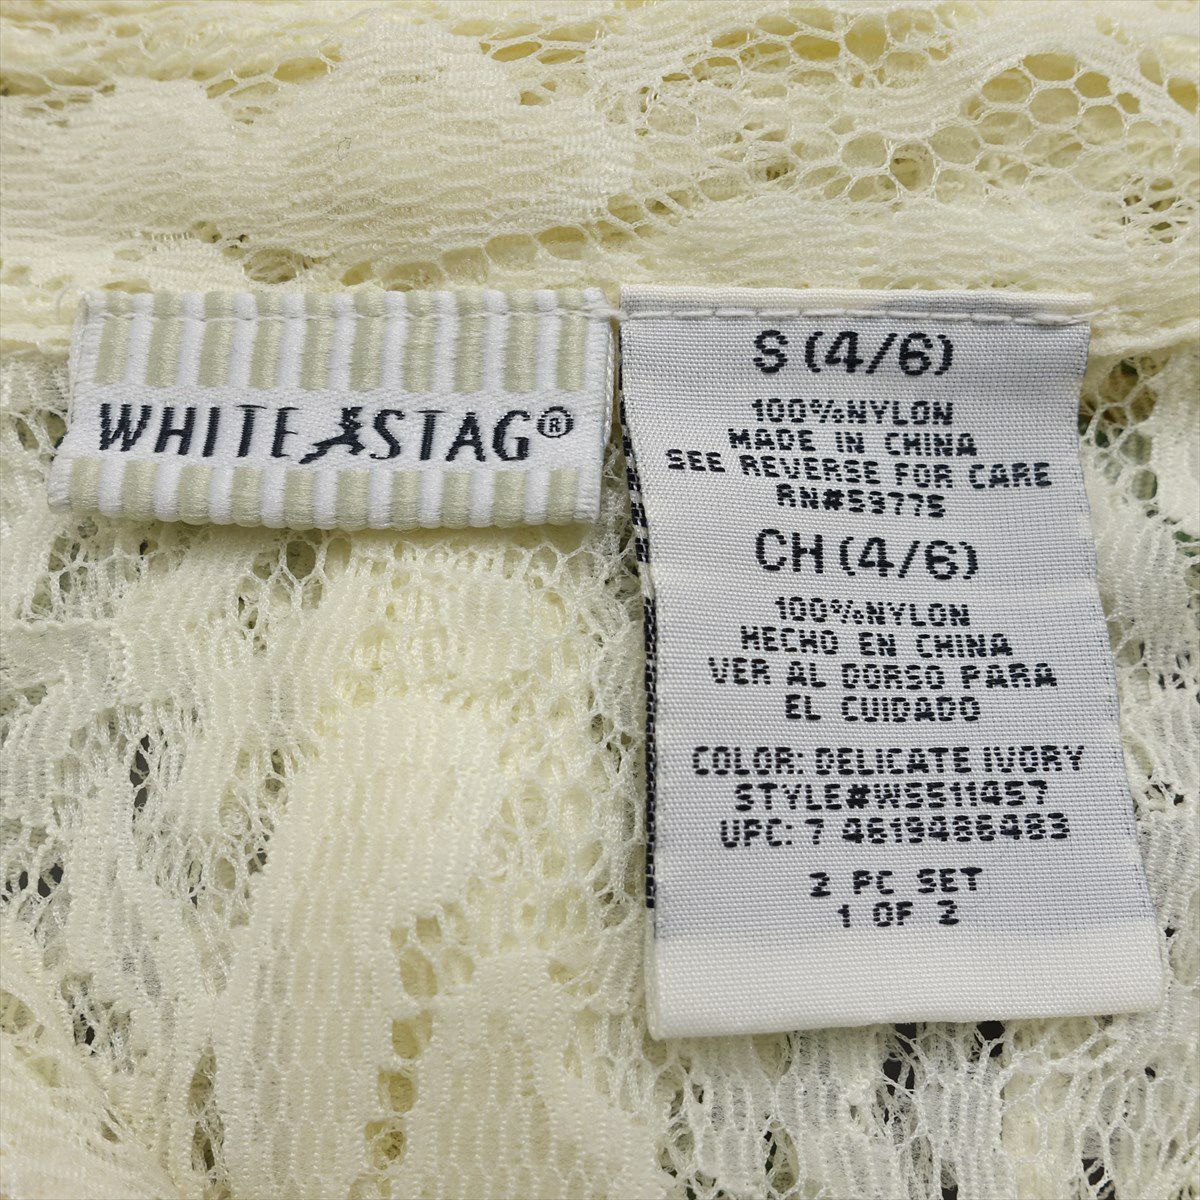 WHITE STAG®
S (4/6)
100%NYLON
MADE IN CHINA
SEE REVERSE FOR CARE
RN#59775
CH (4/6)
100%NYLON
HECHO EN CHINA
VER AL DORSO PARA
EL CUIDADO
COLOR: DELICATE IVORY
STYLE#WS511457
UPC: 7 4619486483
2 PC SET
1 OF 2